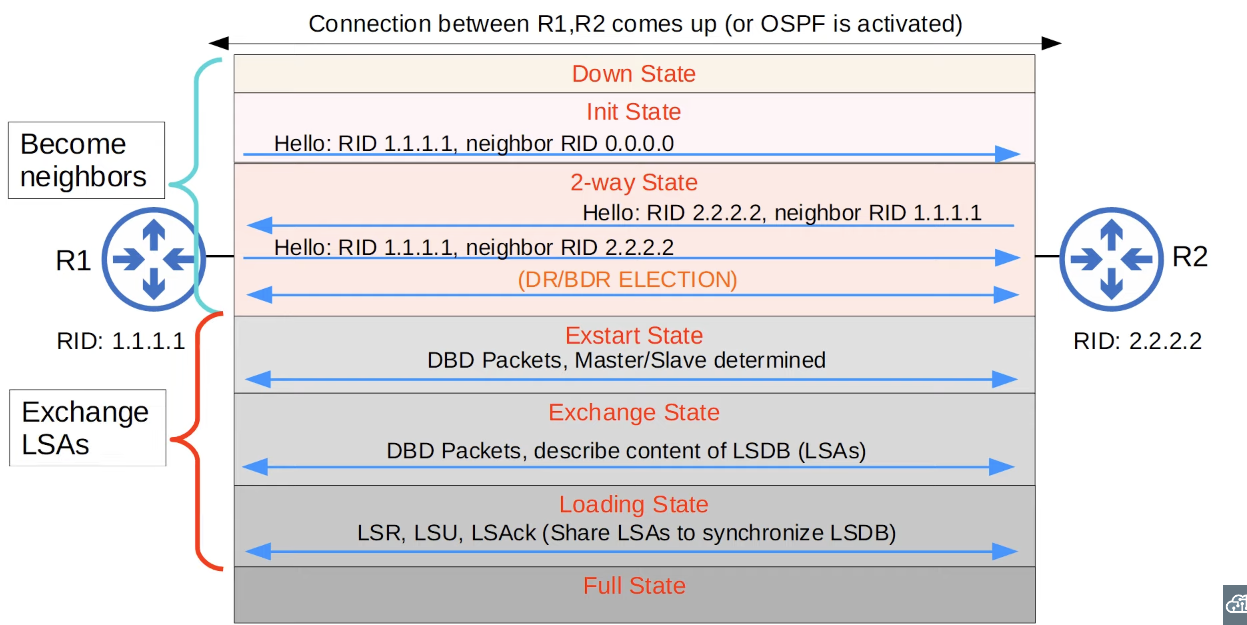 Connection between R1,R2 comes up (or OSPF is activated)
Down State
Init State
Hello: RID 1.1.1.1, neighbor RID 0.0.0.0
Become
neighbors
2-way State
Hello: RID 2.2.2.2, neighbor RID 1.1.1.1
Hello: RID 1.1.1.1, neighbor RID 2.2.2.2
(DR/BDR ELECTION)
R1
R2
RID: 1.1.1.1
RID: 2.2.2.2
Exstart State
DBD Packets, Master/Slave determined
Exchange
LSAs
Exchange State
DBD Packets, describe content of LSDB (LSAs)
Loading State
LSR, LSU, LSAck (Share LSAs to synchronize LSDB)
Full State